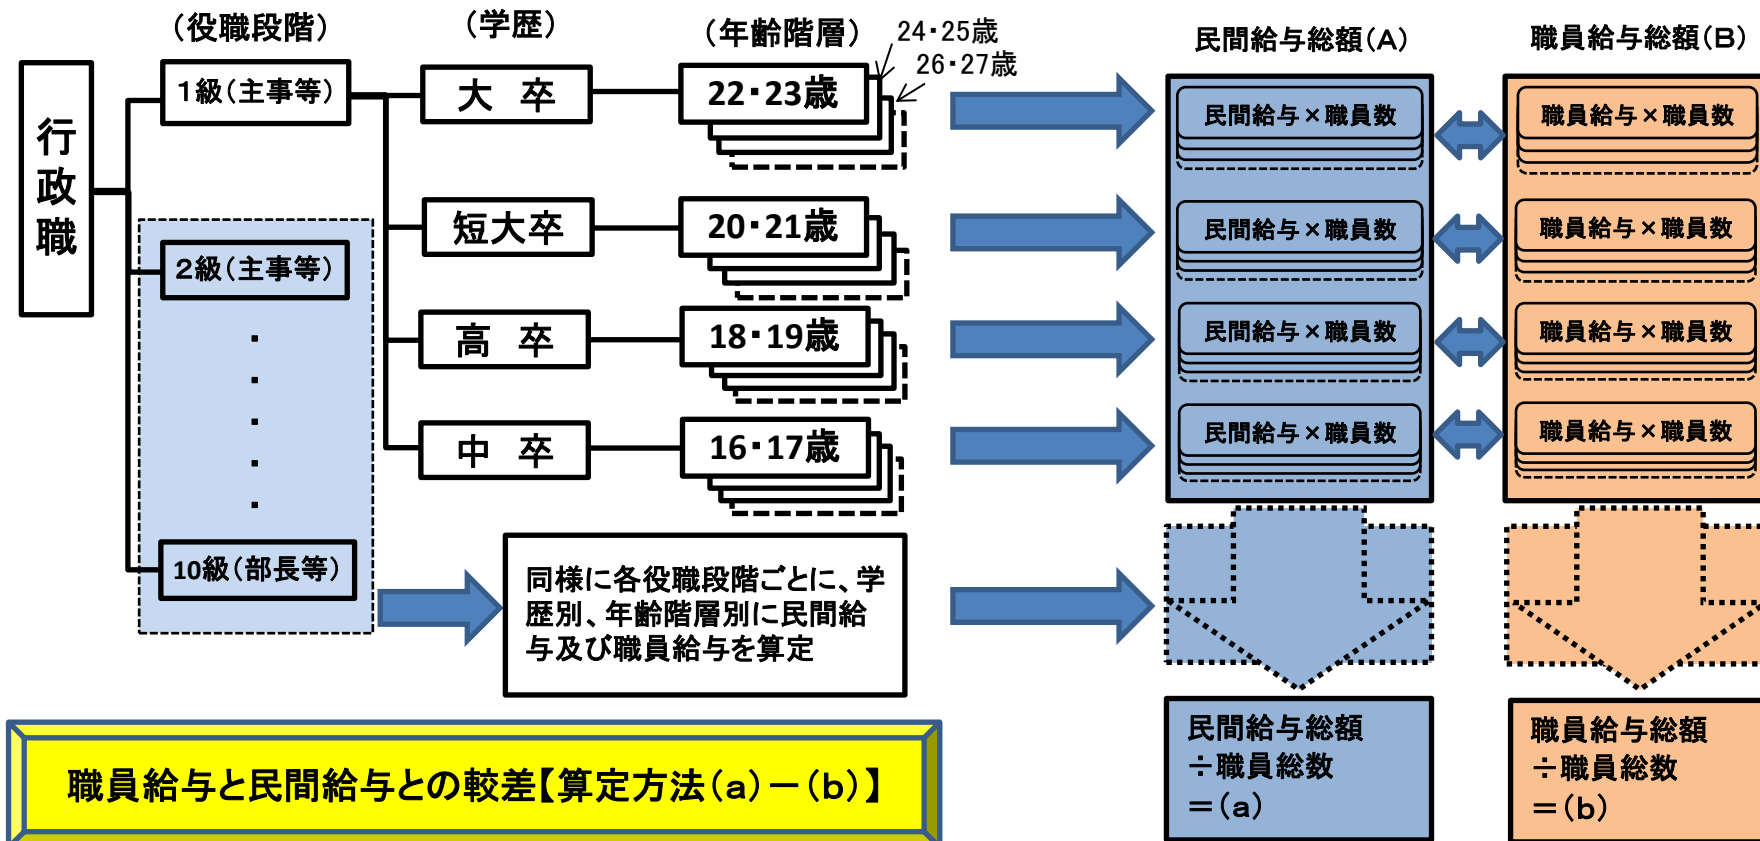 (役職段階)
(学歴)
(年齢階層)
24・25歳
26・27歳
民間給与総額(A)
職員給与総額(B)
行政職
1級(主事等)
大 卒
22・23歳
民間給与×職員数
職員給与×職員数
短大卒
20・21歳
民間給与×職員数
職員給与×職員数
2級(主事等)
・
・
・
・
・
高 卒
18・19歳
民間給与×職員数
職員給与×職員数
中 卒
16・17歳
民間給与×職員数
職員給与×職員数
10級(部長等)
同様に各役職段階ごとに、学
歴別、年齢階層別に民間給
与及び職員給与を算定
民間給与総額
÷職員総数
=(a)
職員給与総額
÷職員総数
=(b)
職員給与と民間給与との較差【算定方法(a)-(b)】